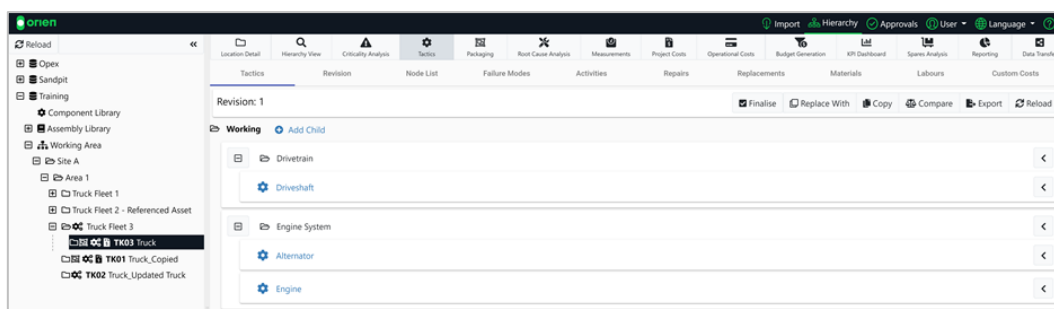 orien
Import Hierarchy Approvals User Language
Reload «
Opex
Sandpit
Training
Component Library
Assembly Library
Working Area
Site A
Area 1
Truck Fleet 1
Truck Fleet 2 - Referenced Asset
Truck Fleet 3
TK03 Truck
TK01 Truck_Copied
TK02 Truck_Updated Truck
Location Detail Hierarchy View Criticality Analysis Tactics Packaging Root Cause Analysis Measurements Project Costs Operational Costs Budget Generation KPI Dashboard Spares Analysis Reporting Data Transfe
Tactics Revision Node List Failure Modes Activities Repairs Replacements Materials Labours Custom Costs
Revision: 1 Finalise Replace With Copy Compare Export Reload
Working Add Child
Drivetrain
Driveshaft
Engine System
Alternator
Engine